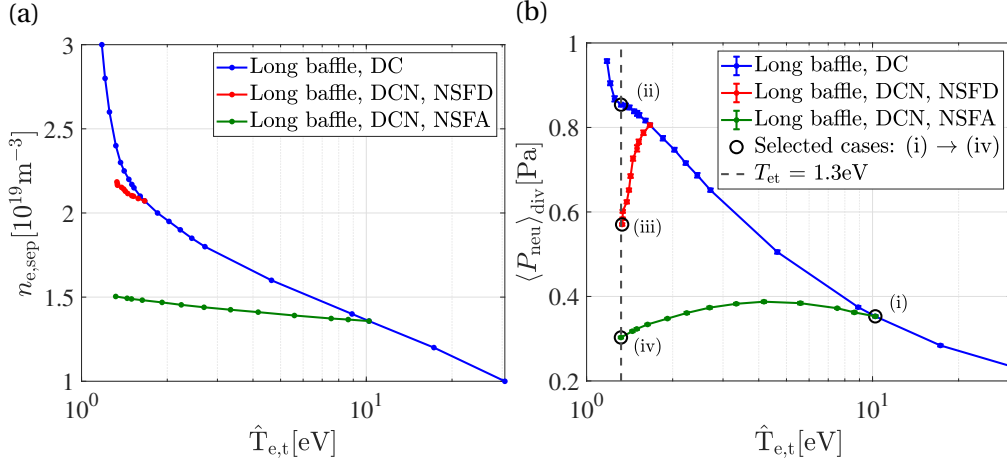 (a)
3
2.5
2
1.5
1
n_e,sep[10^19 m^−3]
10^0
10^1
T̂_e,t[eV]
Long baffle, DC
Long baffle, DCN, NSFD
Long baffle, DCN, NSFA
(b)
1
0.8
0.6
0.4
0.2
⟨P_neu⟩_div[Pa]
10^0
10^1
T̂_e,t[eV]
Long baffle, DC
Long baffle, DCN, NSFD
Long baffle, DCN, NSFA
Selected cases: (i) → (iv)
T_et = 1.3eV
(ii)
(iii)
(i)
(iv)